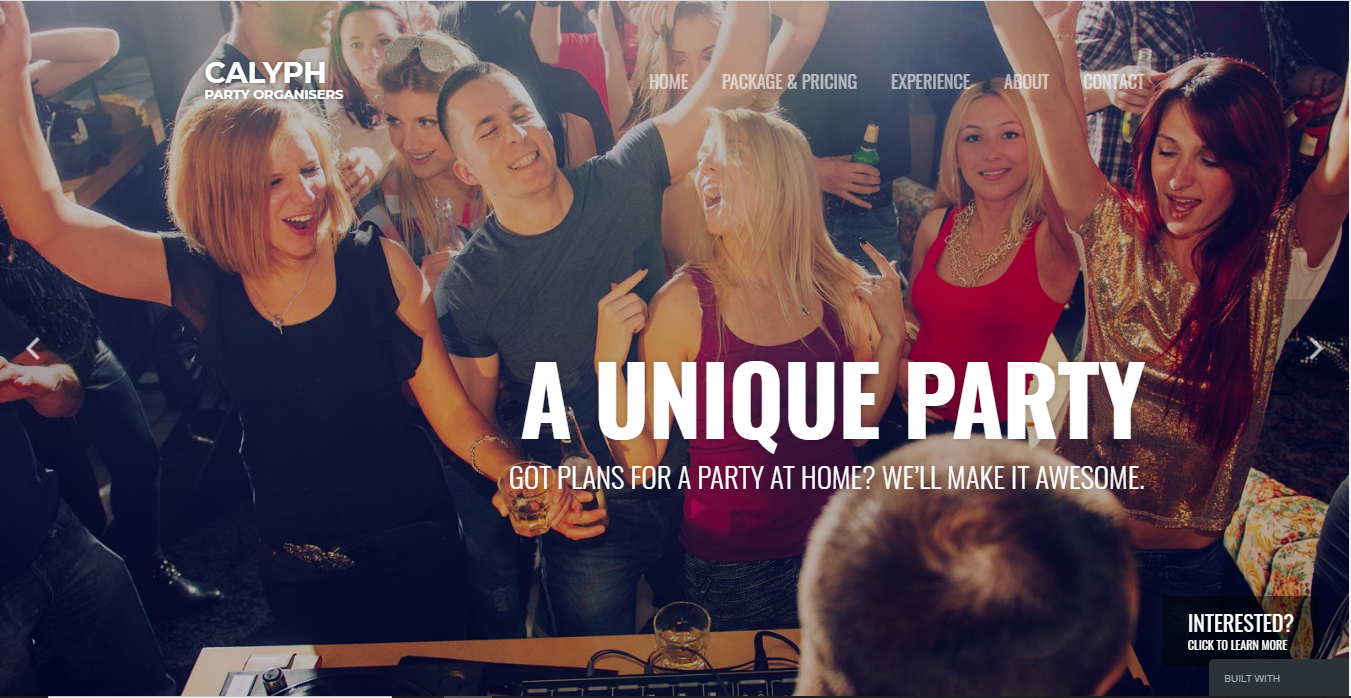 CALYPH
PARTY ORGANISERS
HOME PACKAGE & PRICING EXPERIENCE ABOUT CONTACT
A UNIQUE PARTY
GOT PLANS FOR A PARTY AT HOME? WE’LL MAKE IT AWESOME.
INTERESTED?
CLICK TO LEARN MORE
BUILT WITH